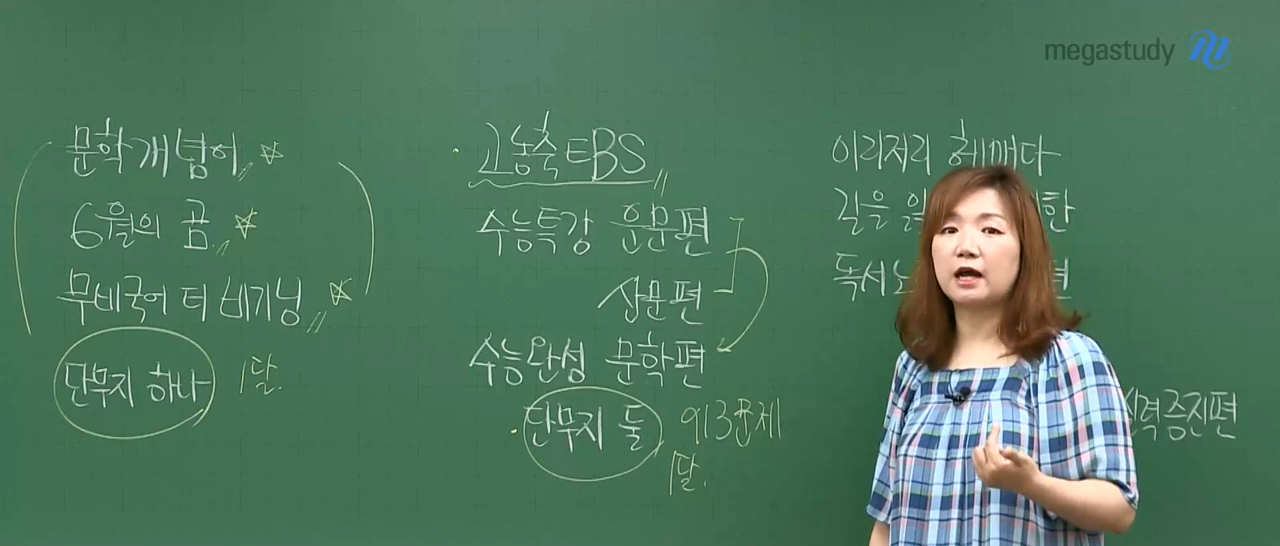 megastudy
문학개념어
6월의 꿈
무비국어 더 비기닝
단무지 하나 1달.
고농축 EBS
수능특강 운문편
산문편
수능완성 문학편
단무지 둘 913문제
1달.
이리저리 헤매다
길을
독서
력증진편